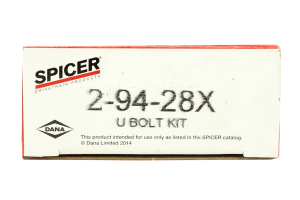 SPICER
DRIVETRAIN PRODUCTS
2-94-28X
U BOLT KIT
DANA
This product intended for use only as listed in the SPICER catalog.
© Dana Limited 2014